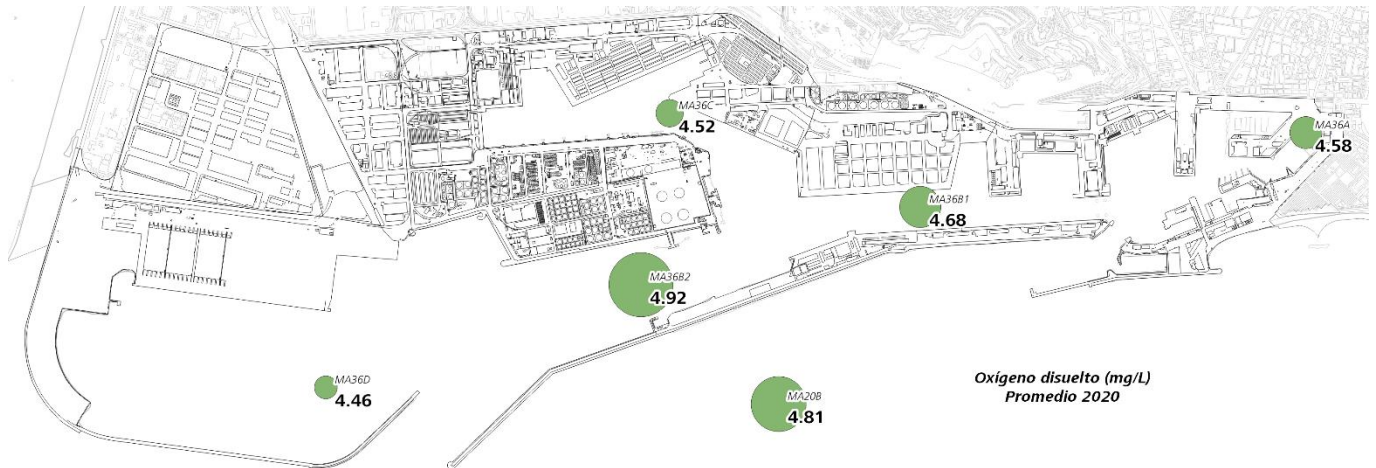 MA36C
4.52
MA36A
4.58
MA36B1
4.68
MA36B2
4.92
MA36D
4.46
MA20B
4.81
Oxígeno disuelto (mg/L)
Promedio 2020